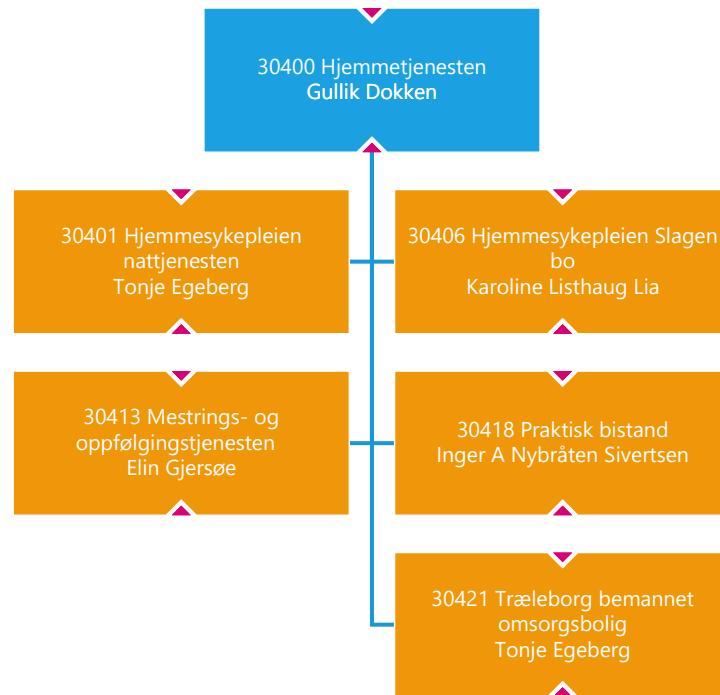 30400 Hjemmetjenesten
Gullik Dokken
30401 Hjemmesykepleien
nattjenesten
Tonje Egeberg
30406 Hjemmesykepleien Slagen
bo
Karoline Listhaug Lia
30413 Mestrings- og
oppfølgingstjenesten
Elin Gjersøe
30418 Praktisk bistand
Inger A Nybråten Sivertsen
30421 Træleborg bemannet
omsorgsbolig
Tonje Egeberg